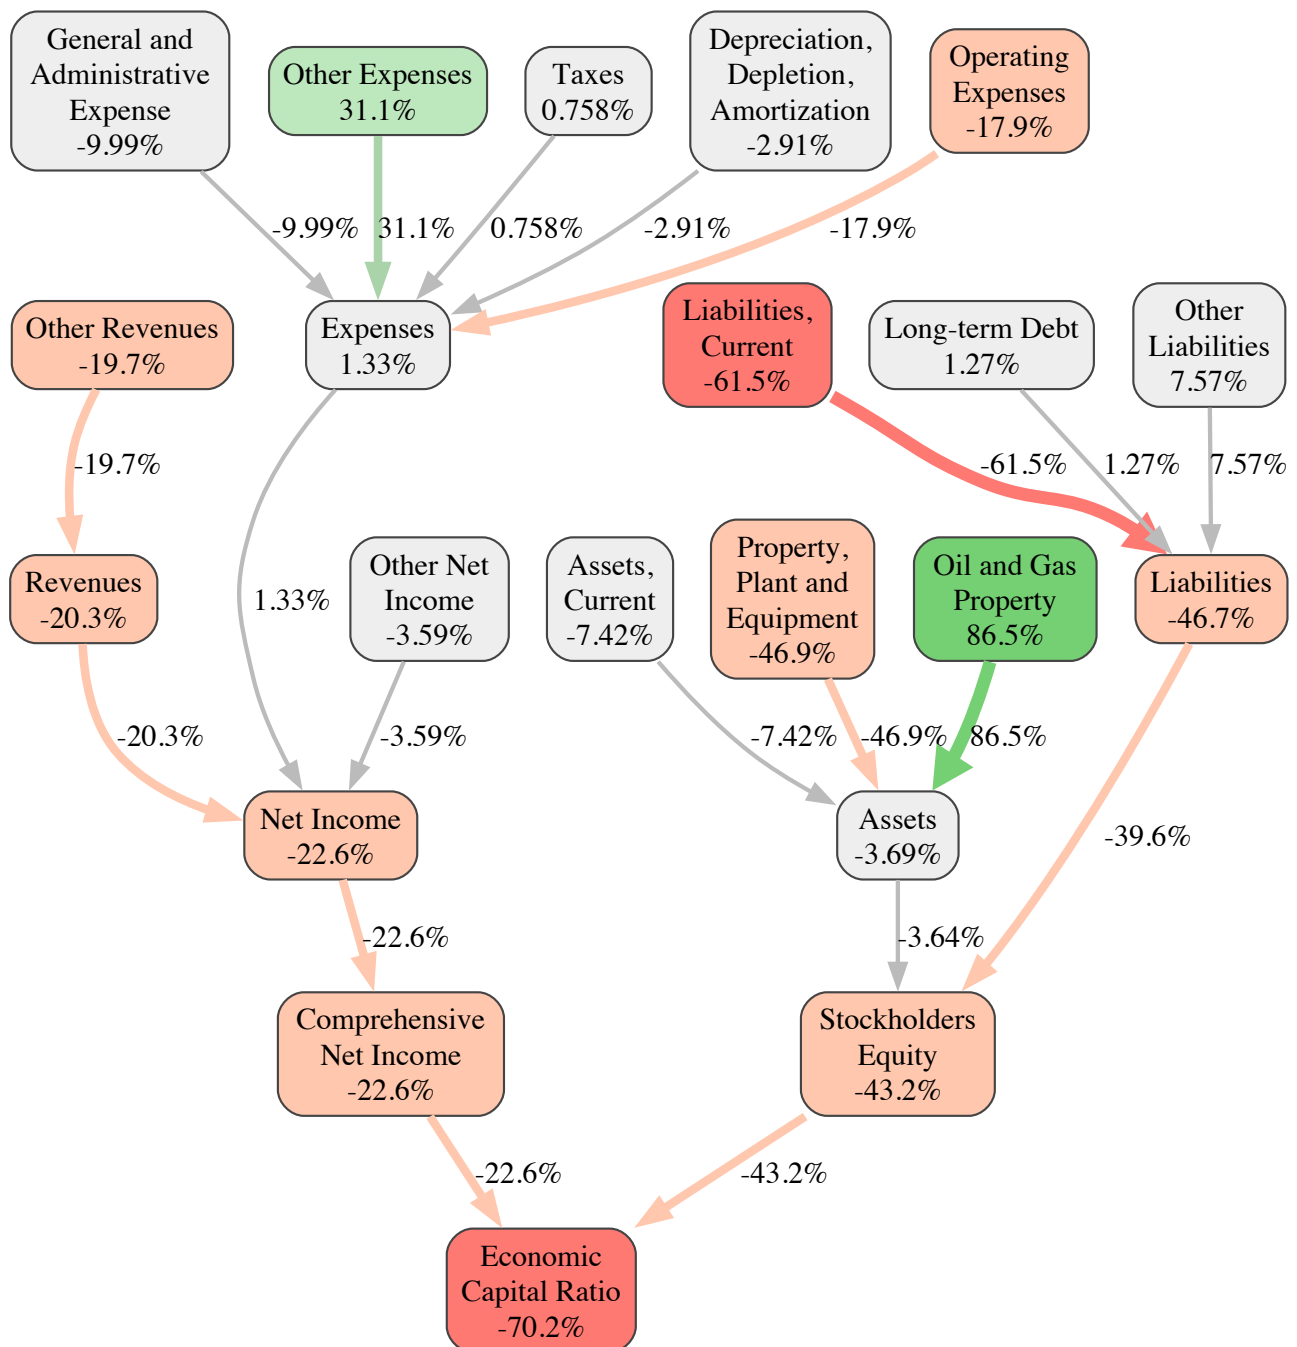 General and
Administrative
Expense
-9.99%
Other Expenses
31.1%
Taxes
0.758%
Depreciation,
Depletion,
Amortization
-2.91%
Operating
Expenses
-17.9%
-9.99%
31.1%
0.758%
-2.91%
-17.9%
Other Revenues
-19.7%
Expenses
1.33%
Liabilities,
Current
-61.5%
Long-term Debt
1.27%
Other
Liabilities
7.57%
-19.7%
-61.5%
1.27%
7.57%
Revenues
-20.3%
1.33%
Other Net
Income
-3.59%
Assets,
Current
-7.42%
Property,
Plant and
Equipment
-46.9%
Oil and Gas
Property
86.5%
Liabilities
-46.7%
-20.3%
-3.59%
-7.42%
-46.9%
86.5%
Net Income
-22.6%
Assets
-3.69%
-39.6%
-22.6%
-3.64%
Comprehensive
Net Income
-22.6%
Stockholders
Equity
-43.2%
-22.6%
-43.2%
Economic
Capital Ratio
-70.2%